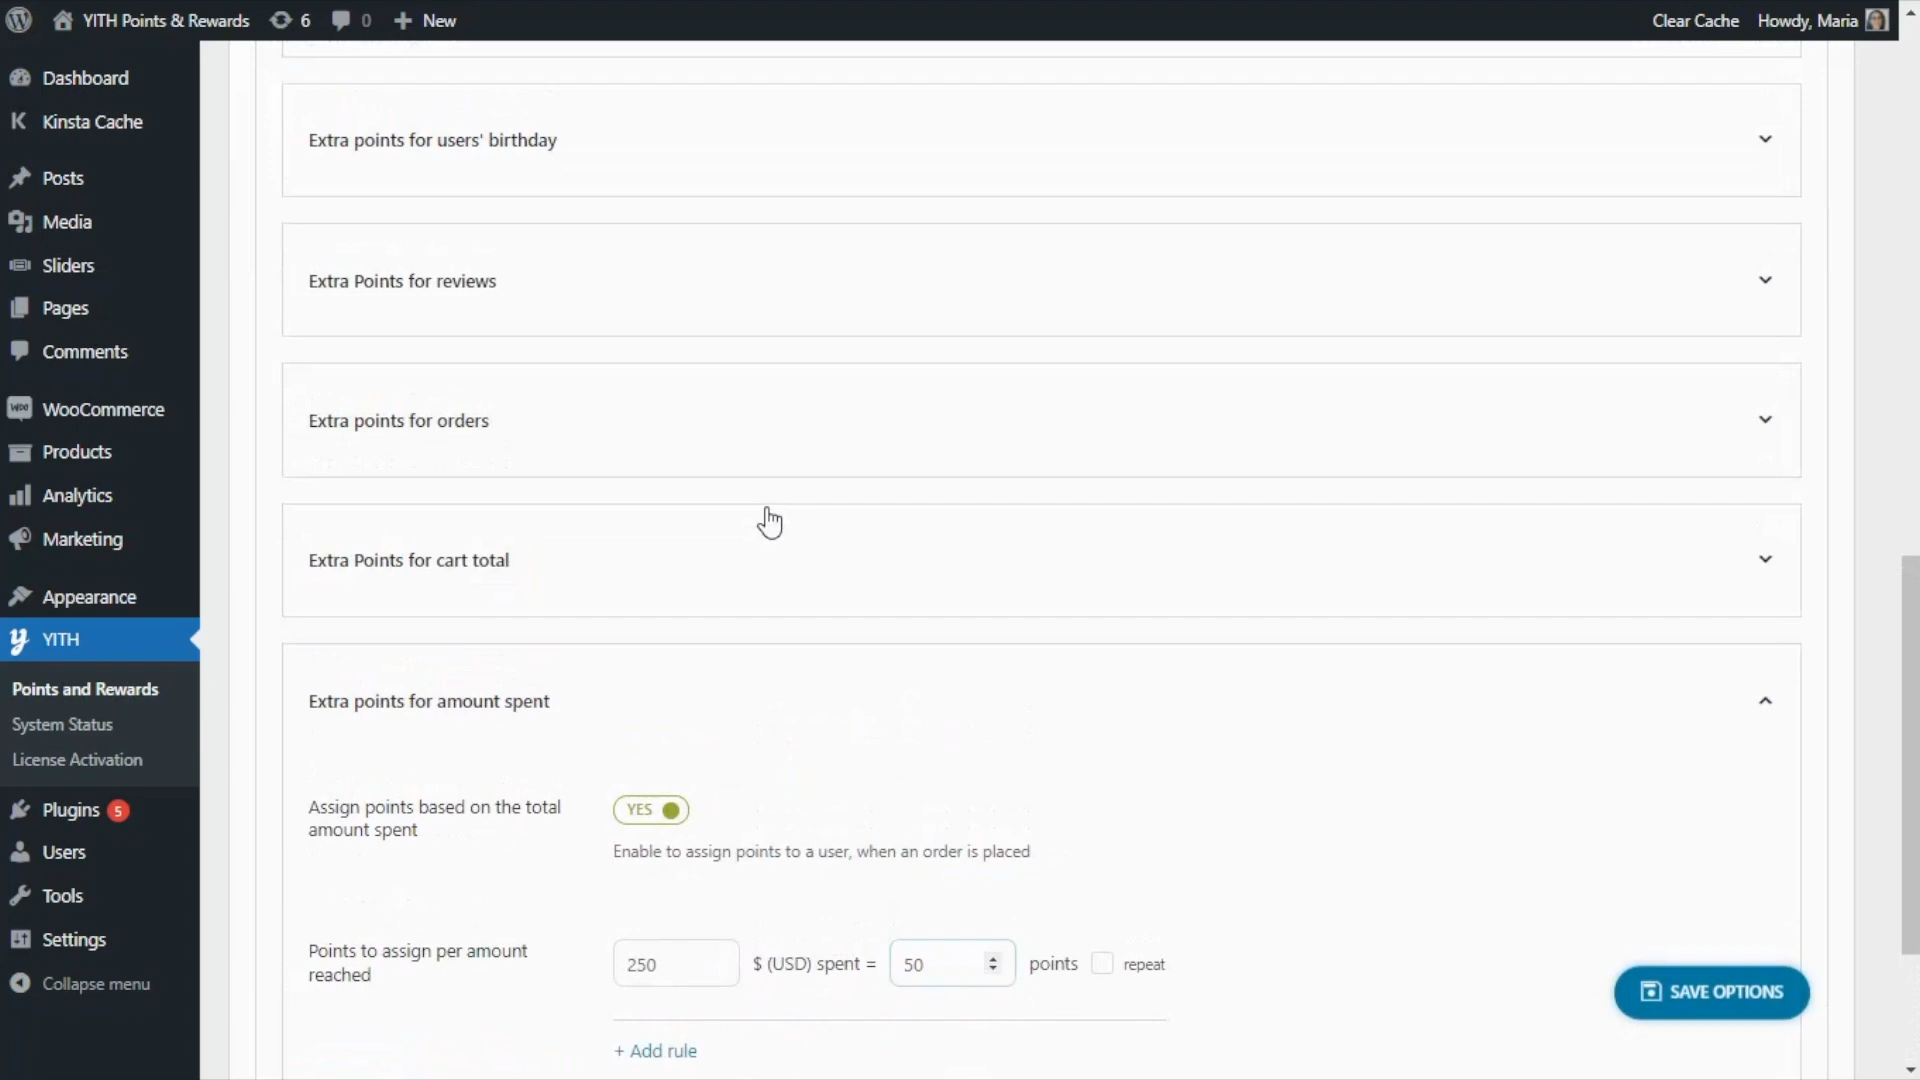 YITH Points & Rewards 6 0 New Clear Cache Howdy, Maria
Dashboard
Kinsta Cache
Posts
Media
Sliders
Pages
Comments
WooCommerce
Products
Analytics
Marketing
Appearance
YITH
Points and Rewards
System Status
License Activation
Plugins 5
Users
Tools
Settings
Collapse menu
Extra points for users' birthday
Extra Points for reviews
Extra points for orders
Extra Points for cart total
Extra points for amount spent
Assign points based on the total
amount spent
YES
Enable to assign points to a user, when an order is placed
Points to assign per amount
reached
250 $ (USD) spent = 50 points repeat
+ Add rule
SAVE OPTIONS